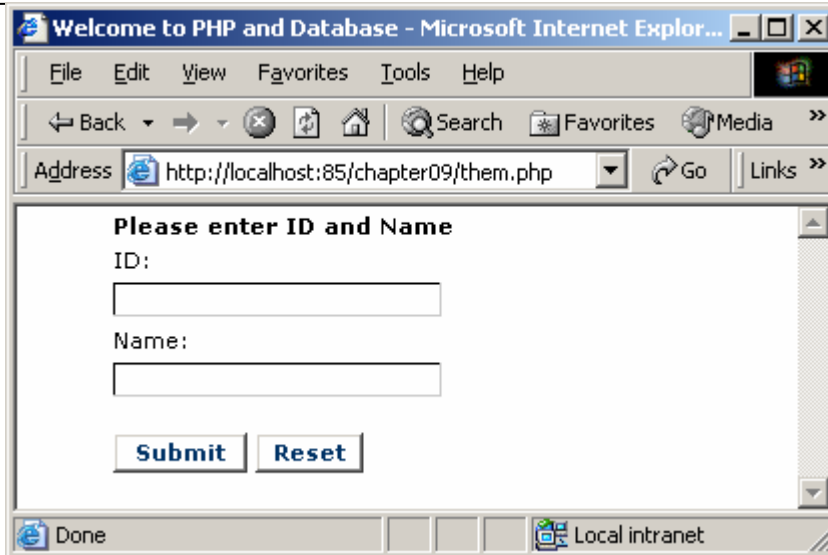 Welcome to PHP and Database - Microsoft Internet Explor...
File Edit View Favorites Tools Help
Back Search Favorites Media »
Address http://localhost:85/chapter09/them.php Go Links »
Please enter ID and Name
ID:
Name:
Submit Reset
Done Local intranet